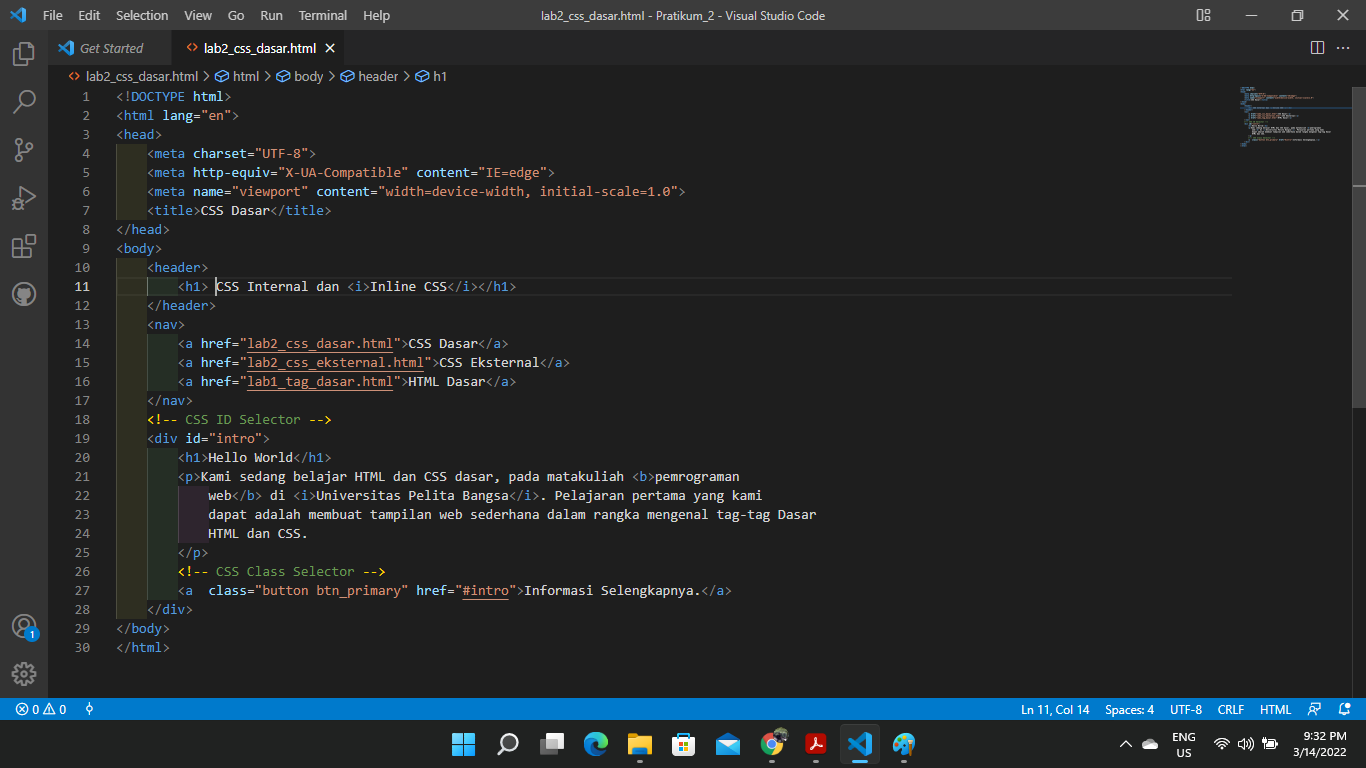 File Edit Selection View Go Run Terminal Help
lab2_css_dasar.html - Pratikum_2 - Visual Studio Code
Get Started
lab2_css_dasar.html
lab2_css_dasar.html > html > body > header > h1
1 <!DOCTYPE html>
2 <html lang="en">
3 <head>
4 <meta charset="UTF-8">
5 <meta http-equiv="X-UA-Compatible" content="IE=edge">
6 <meta name="viewport" content="width=device-width, initial-scale=1.0">
7 <title>CSS Dasar</title>
8 </head>
9 <body>
10 <header>
11 <h1> CSS Internal dan <i>Inline CSS</i></h1>
12 </header>
13 <nav>
14 <a href="lab2_css_dasar.html">CSS Dasar</a>
15 <a href="lab2_css_eksternal.html">CSS Eksternal</a>
16 <a href="lab1_tag_dasar.html">HTML Dasar</a>
17 </nav>
18 <!-- CSS ID Selector -->
19 <div id="intro">
20 <h1>Hello World</h1>
21 <p>Kami sedang belajar HTML dan CSS dasar, pada matakuliah <b>pemrograman
22 web</b> di <i>Universitas Pelita Bangsa</i>. Pelajaran pertama yang kami
23 dapat adalah membuat tampilan web sederhana dalam rangka mengenal tag-tag Dasar
24 HTML dan CSS.
25 </p>
26 <!-- CSS Class Selector -->
27 <a  class="button btn_primary" href="#intro">Informasi Selengkapnya.</a>
28 </div>
29 </body>
30 </html>
1
0 0
Ln 11, Col 14 Spaces: 4 UTF-8 CRLF HTML
ENG
US
9:32 PM
3/14/2022